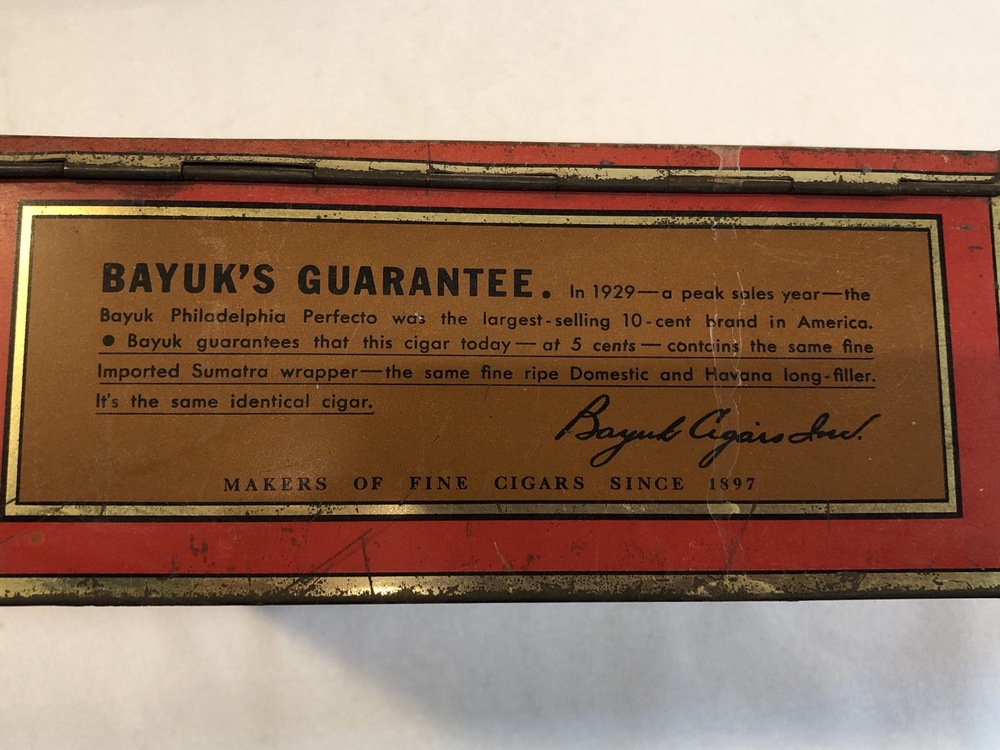 BAYUK'S GUARANTEE. In 1929—a peak sales year—the
Bayuk Philadelphia Perfecto was the largest-selling 10-cent brand in America.
● Bayuk guarantees that this cigar today—at 5 cents—contains the same fine
Imported Sumatra wrapper—the same fine ripe Domestic and Havana long-filler.
It's the same identical cigar.
Bayuk Cigars Inc.
MAKERS OF FINE CIGARS SINCE 1897